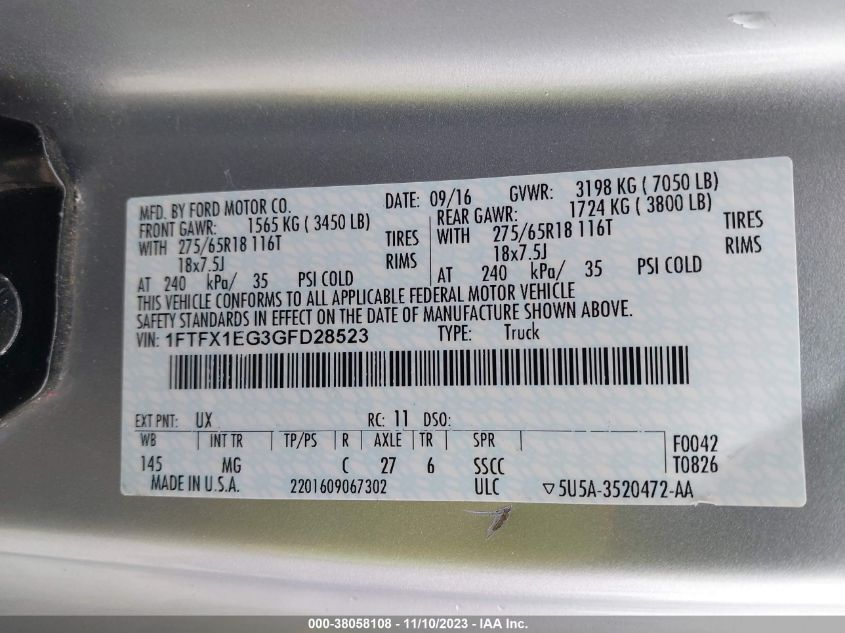 MFD. BY FORD MOTOR CO. DATE: 09/16 GVWR: 3198 KG ( 7050 LB)
FRONT GAWR: 1565 KG ( 3450 LB) REAR GAWR: 1724 KG ( 3800 LB)
WITH 275/65R18 116T TIRES WITH 275/65R18 116T TIRES
18x7.5J RIMS 18x7.5J RIMS
AT 240 kPa/ 35 PSI COLD AT 240 kPa/ 35 PSI COLD
THIS VEHICLE CONFORMS TO ALL APPLICABLE FEDERAL MOTOR VEHICLE
SAFETY STANDARDS IN EFFECT ON THE DATE OF MANUFACTURE SHOWN ABOVE.
VIN: 1FTFX1EG3GFD28523 TYPE: Truck
EXT PNT: UX RC: 11 DSO:
WB INT TR TP/PS R AXLE TR SPR F0042
145 MG C 27 6 SSCC T0826
MADE IN U.S.A. 2201609067302 ULC ▽5U5A-3520472-AA
000-38058108 - 11/10/2023 - IAA Inc.